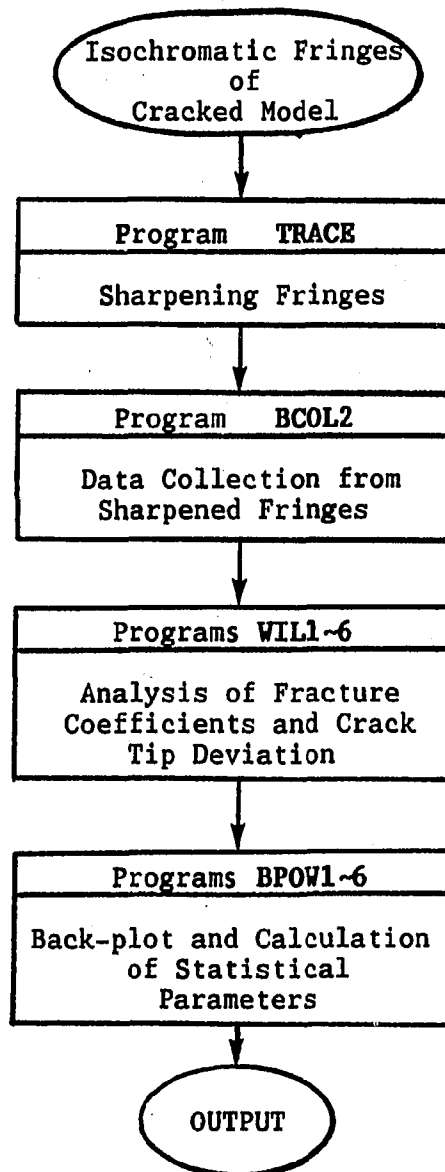 Isochromatic Fringes
of
Cracked Model
Program TRACE
Sharpening Fringes
Program BCOL2
Data Collection from
Sharpened Fringes
Programs WIL1~6
Analysis of Fracture
Coefficients and Crack
Tip Deviation
Programs BPOW1~6
Back-plot and Calculation
of Statistical
Parameters
OUTPUT